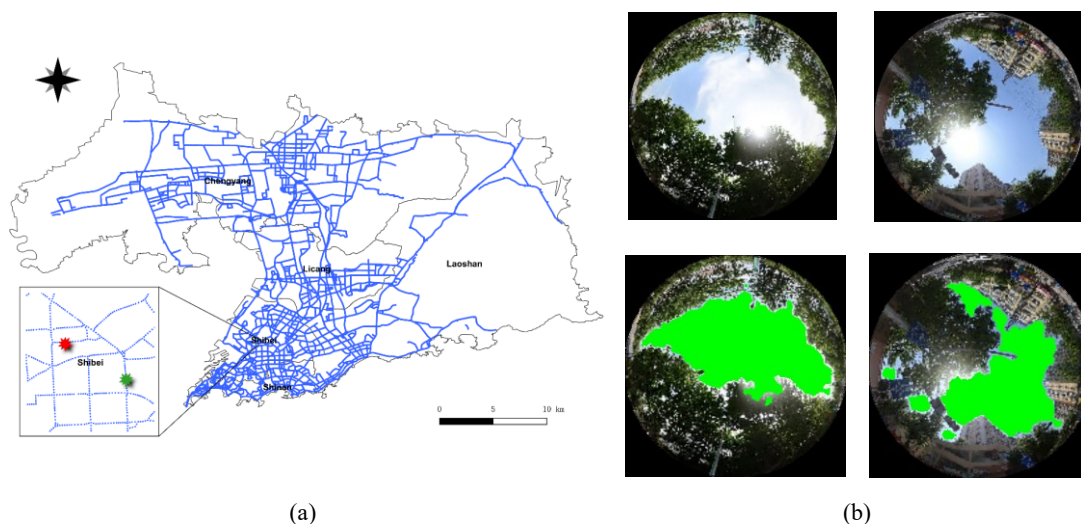 Chengyang
Licang
Laoshan
Shibei
Shinan
Shibei
0 5 10 km
(a) (b)